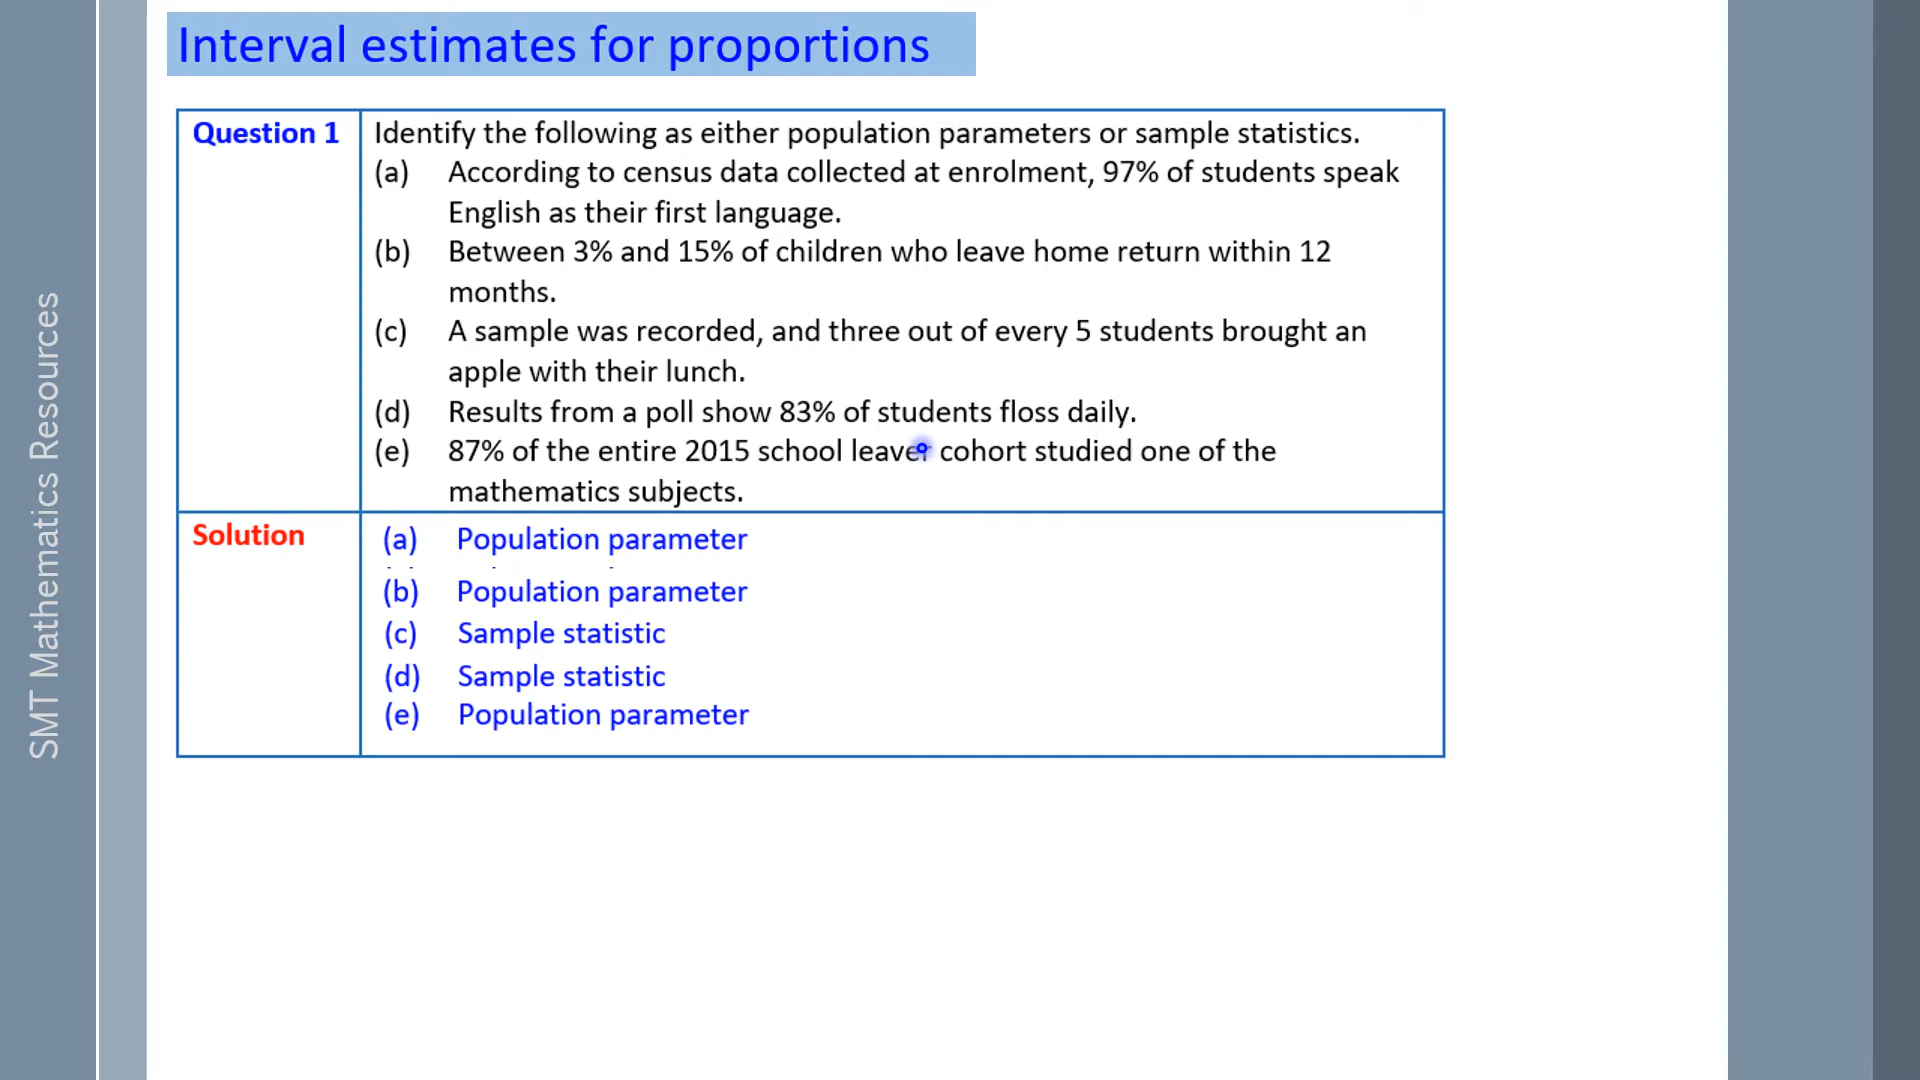 Interval estimates for proportions
Question 1
Identify the following as either population parameters or sample statistics.
(a) According to census data collected at enrolment, 97% of students speak
English as their first language.
(b) Between 3% and 15% of children who leave home return within 12
months.
(c) A sample was recorded, and three out of every 5 students brought an
apple with their lunch.
(d) Results from a poll show 83% of students floss daily.
(e) 87% of the entire 2015 school leaver cohort studied one of the
mathematics subjects.
Solution
(a) Population parameter
(b) Population parameter
(c) Sample statistic
(d) Sample statistic
(e) Population parameter
SMT Mathematics Resources